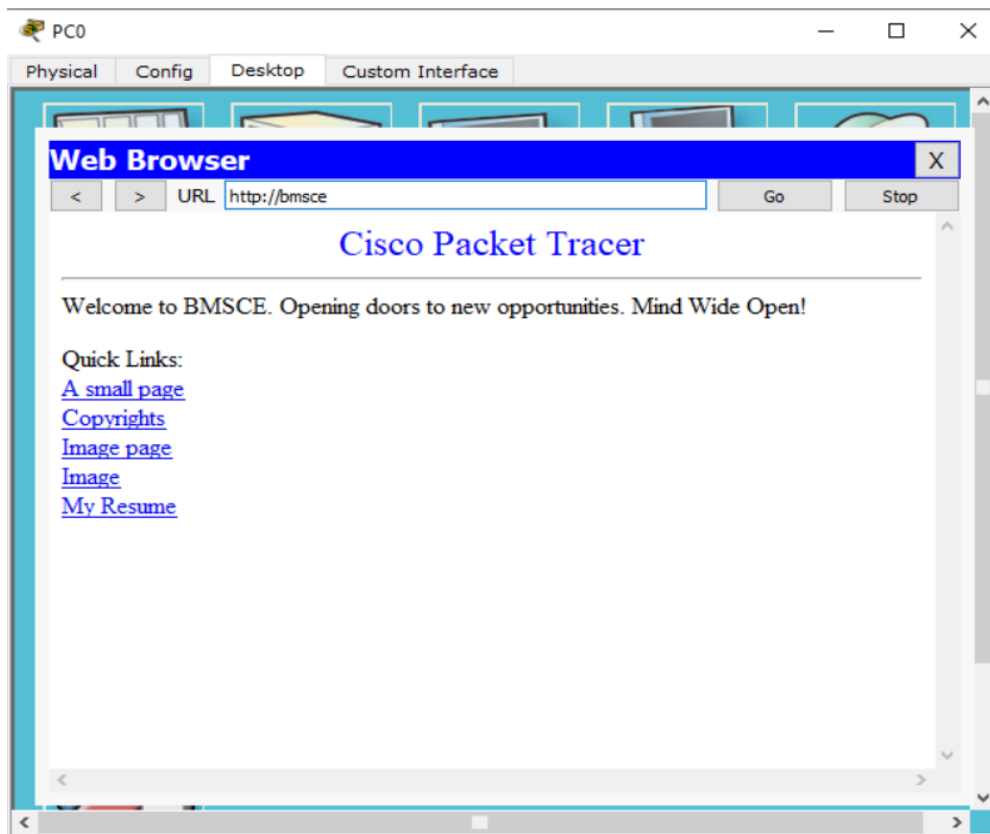 PC0
Physical Config Desktop Custom Interface
Web Browser
X
< > URL http://bmsce Go Stop
Cisco Packet Tracer
Welcome to BMSCE. Opening doors to new opportunities. Mind Wide Open!
Quick Links:
A small page
Copyrights
Image page
Image
My Resume